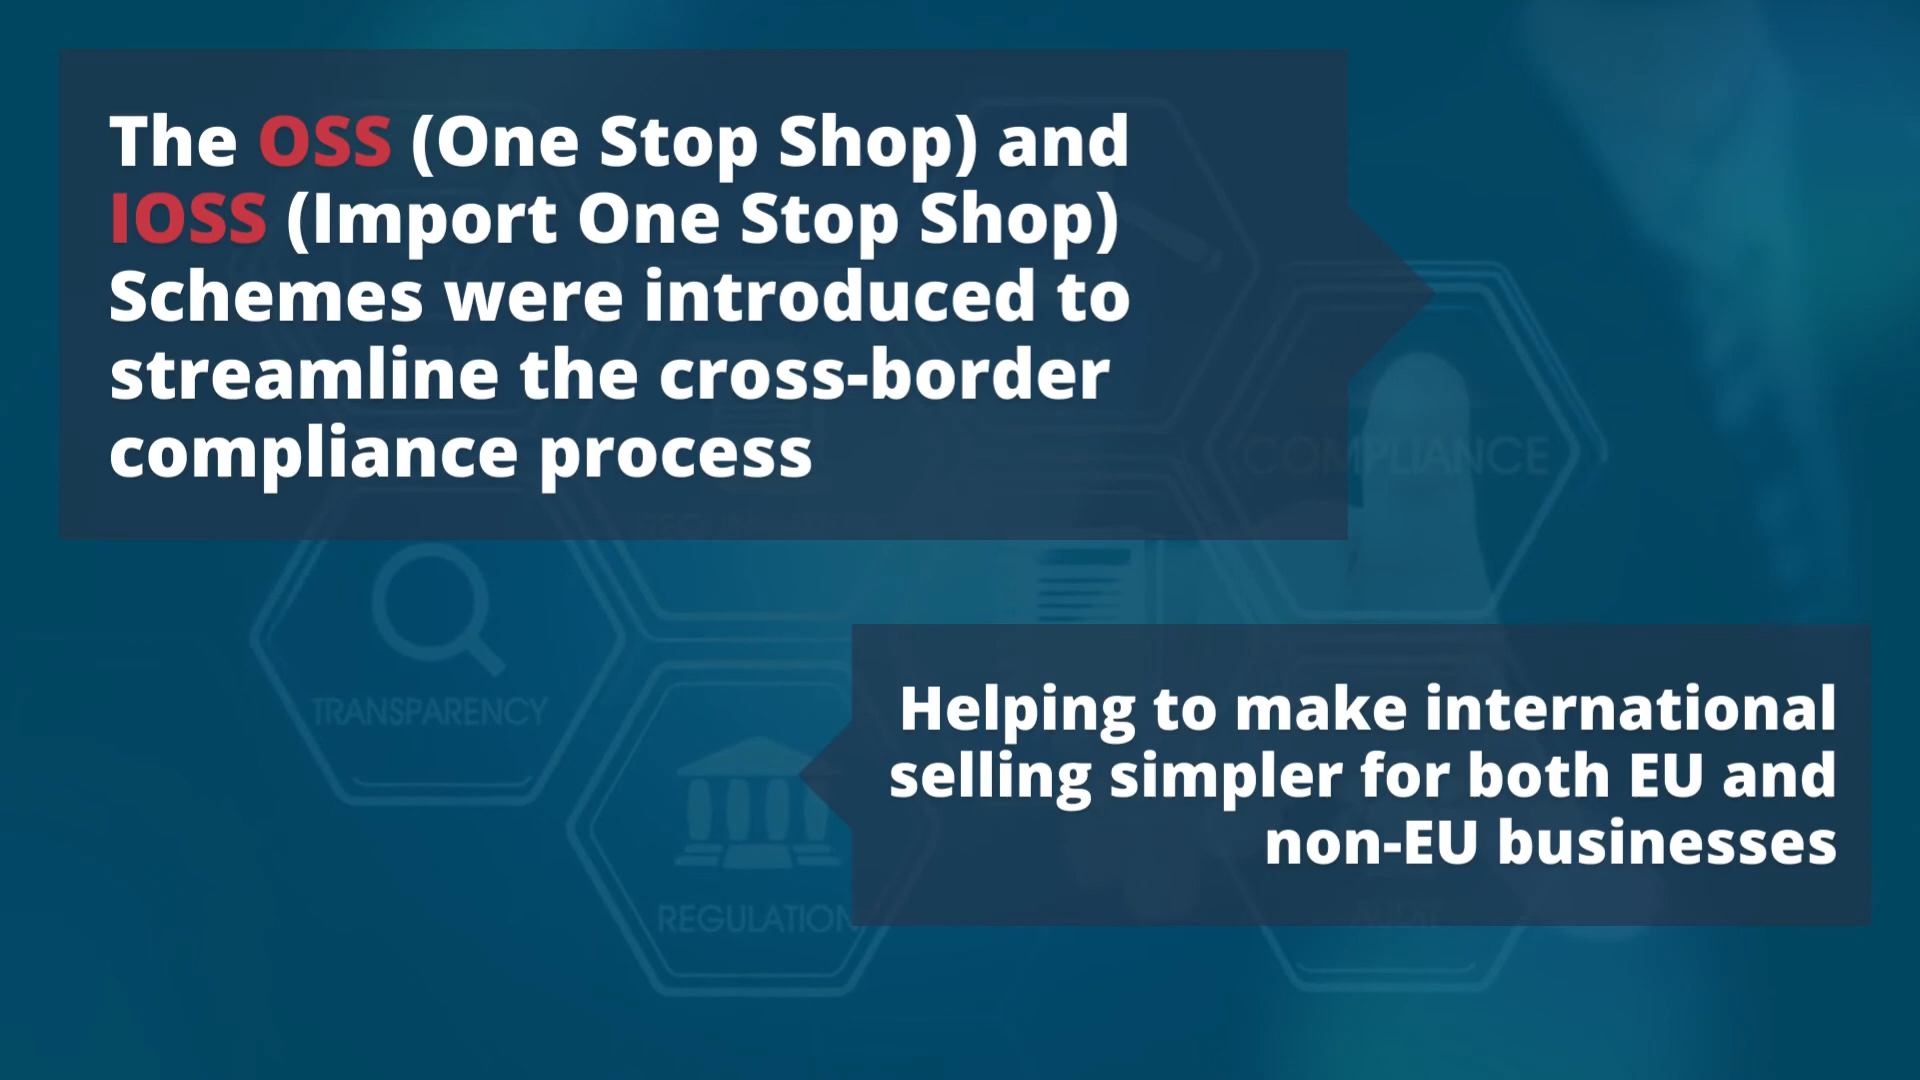 The OSS (One Stop Shop) and
IOSS (Import One Stop Shop)
Schemes were introduced to
streamline the cross-border
compliance process
COMPLIANCE
TRANSPARENCY
Helping to make international
selling simpler for both EU and
non-EU businesses
REGULATION